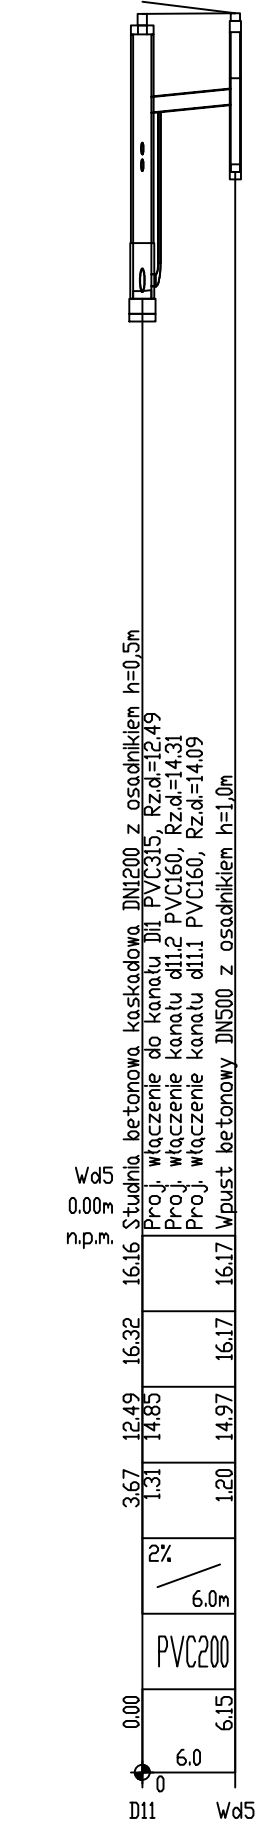 Studnia betonowa kaskadowa DN1200 z osadnikiem h=0,5m
Proj. włączenie do kanału Di1 PVC315, Rz.d.=12.49
Proj. włączenie kanału d11.2 PVC160, Rz.d.=14.31
Proj. włączenie kanału d11.1 PVC160, Rz.d.=14.09
Wpust betonowy DN500 z osadnikiem h=1,0m
Wd5
0.00m
n.p.m.
16.16 16.17
16.32 16.17
12.49 14.85 14.97
3.67 1.31 1.20
2%
6.0m
PVC200
0.00 6.15
6.0
0
D11 Wd5